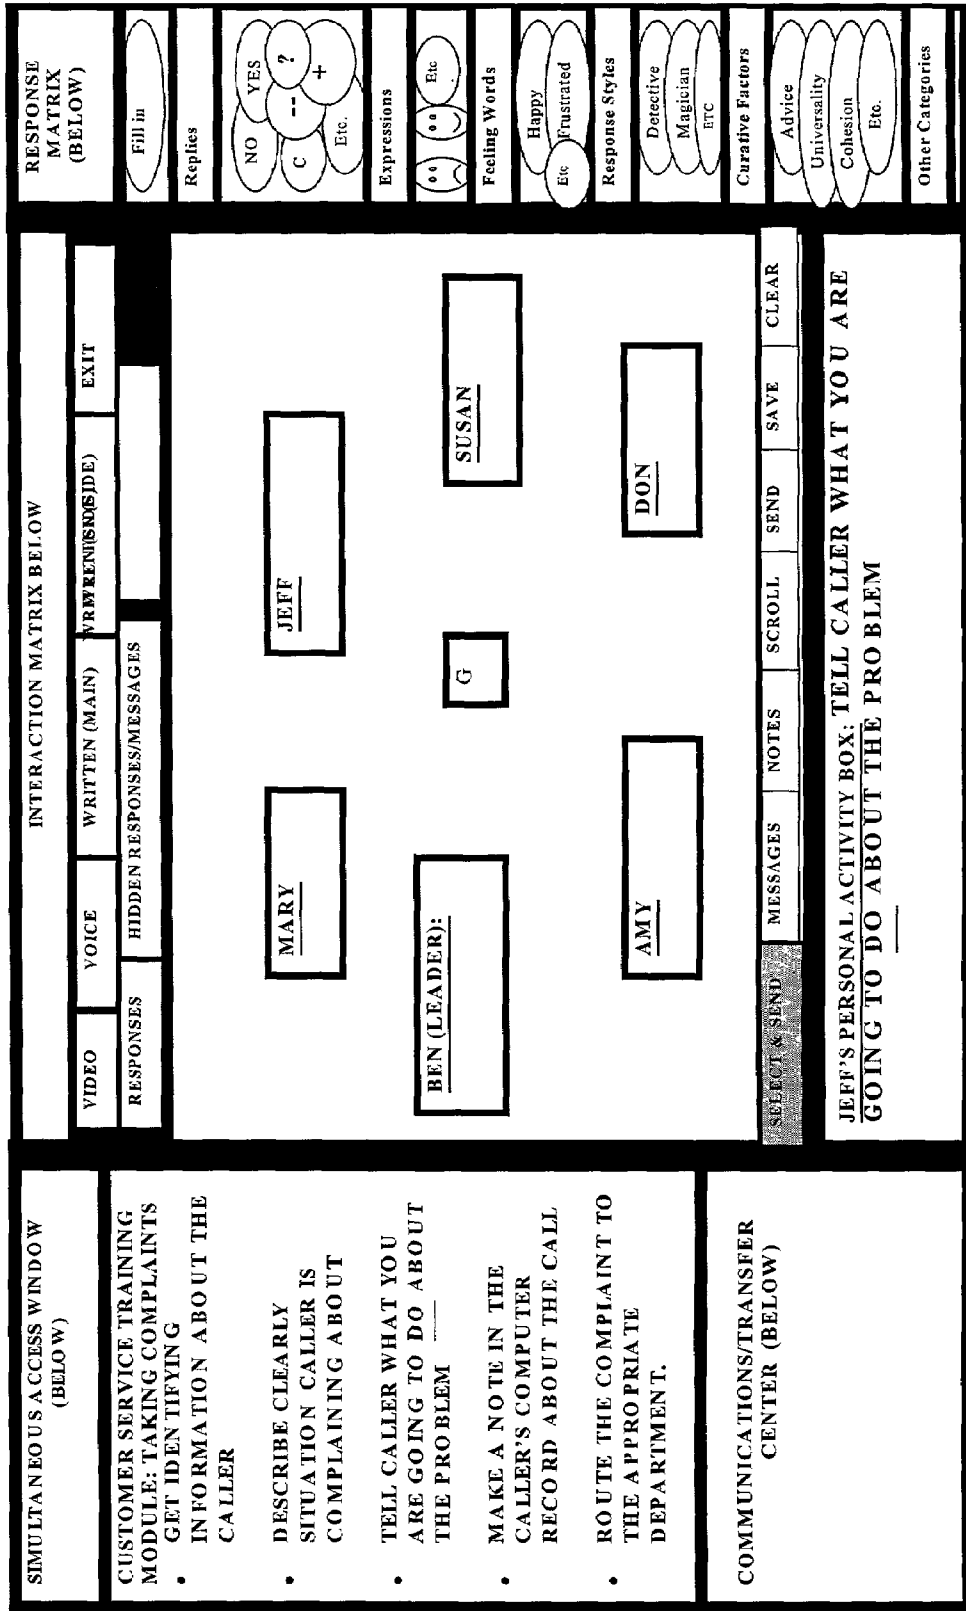 SIMULTANEOUS ACCESS WINDOW
(BELOW)
CUSTOMER SERVICE TRAINING
MODULE: TAKING COMPLAINTS
• GET IDENTIFYING
INFORMATION ABOUT THE
CALLER
• DESCRIBE CLEARLY
SITUATION CALLER IS
COMPLAINING ABOUT
• TELL CALLER WHAT YOU
ARE GOING TO DO ABOUT
THE PROBLEM
• MAKE A NOTE IN THE
CALLER'S COMPUTER
RECORD ABOUT THE CALL
• ROUTE THE COMPLAINT TO
THE APPROPRIATE
DEPARTMENT.
COMMUNICATIONS/TRANSFER
CENTER (BELOW)
INTERACTION MATRIX BELOW
VIDEO
VOICE
WRITTEN (MAIN)
EXIT
RESPONSES
HIDDEN RESPONSES/MESSAGES
MARY
JEFF
BEN (LEADER):
G
SUSAN
AMY
DON
SELECT & SEND
MESSAGES
NOTES
SCROLL
SEND
SAVE
CLEAR
JEFF'S PERSONAL ACTIVITY BOX: TELL CALLER WHAT YOU ARE
GOING TO DO ABOUT THE PROBLEM
RESPONSE
MATRIX
(BELOW)
Fill in
Replies
NO
YES
C
--
?
+
Etc.
Expressions
Etc
Feeling Words
Happy
Frustrated
Etc
Response Styles
Detective
Magician
ETC
Curative Factors
Advice
Universality
Cohesion
Etc.
Other Categories